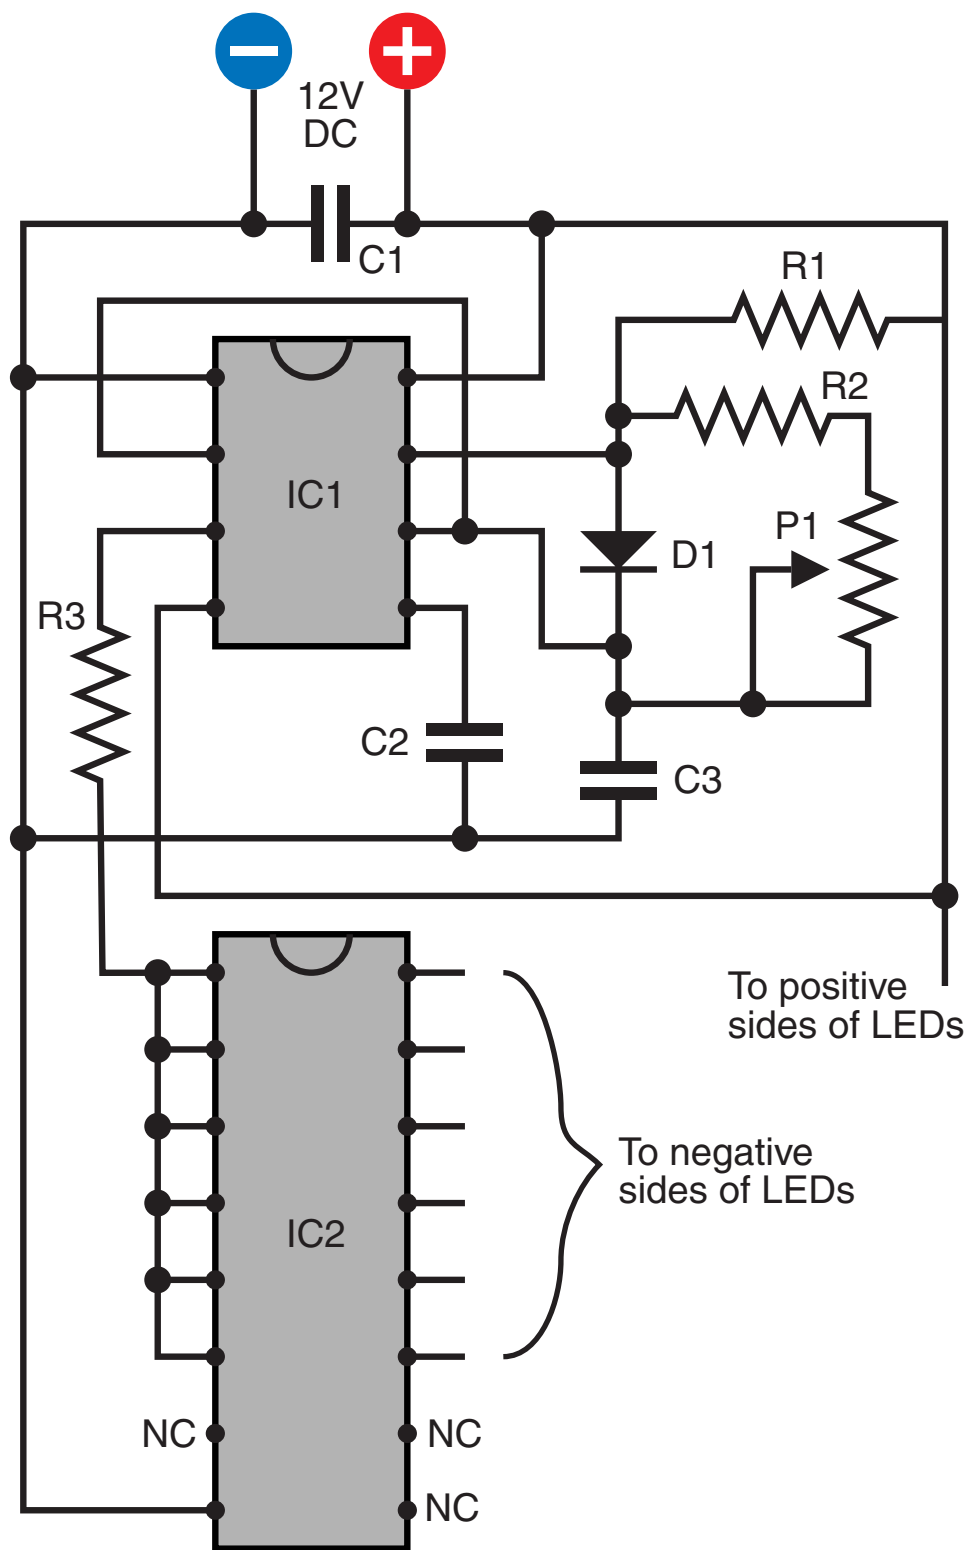 12V
DC
C1
R1
R2
IC1
P1
D1
R3
C2
C3
To positive
sides of LEDs
To negative
sides of LEDs
IC2
NC
NC
NC